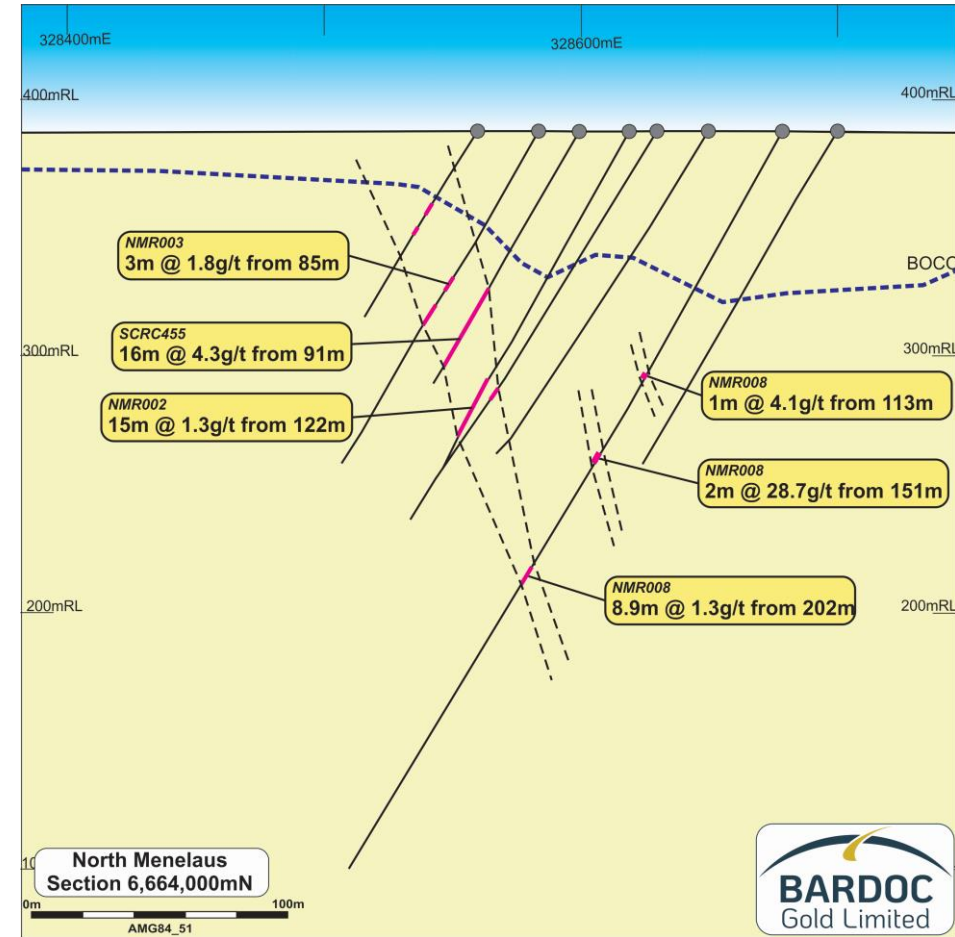 328400mE
328600mE
400mRL
400mRL
BOCO
NMR003
3m @ 1.8g/t from 85m
SCRC455
16m @ 4.3g/t from 91m
300mRL
300mRL
NMR008
1m @ 4.1g/t from 113m
NMR002
15m @ 1.3g/t from 122m
NMR008
2m @ 28.7g/t from 151m
NMR008
8.9m @ 1.3g/t from 202m
200mRL
200mRL
North Menelaus
Section 6,664,000mN
0m
100m
AMG84_51
BARDOC
Gold Limited